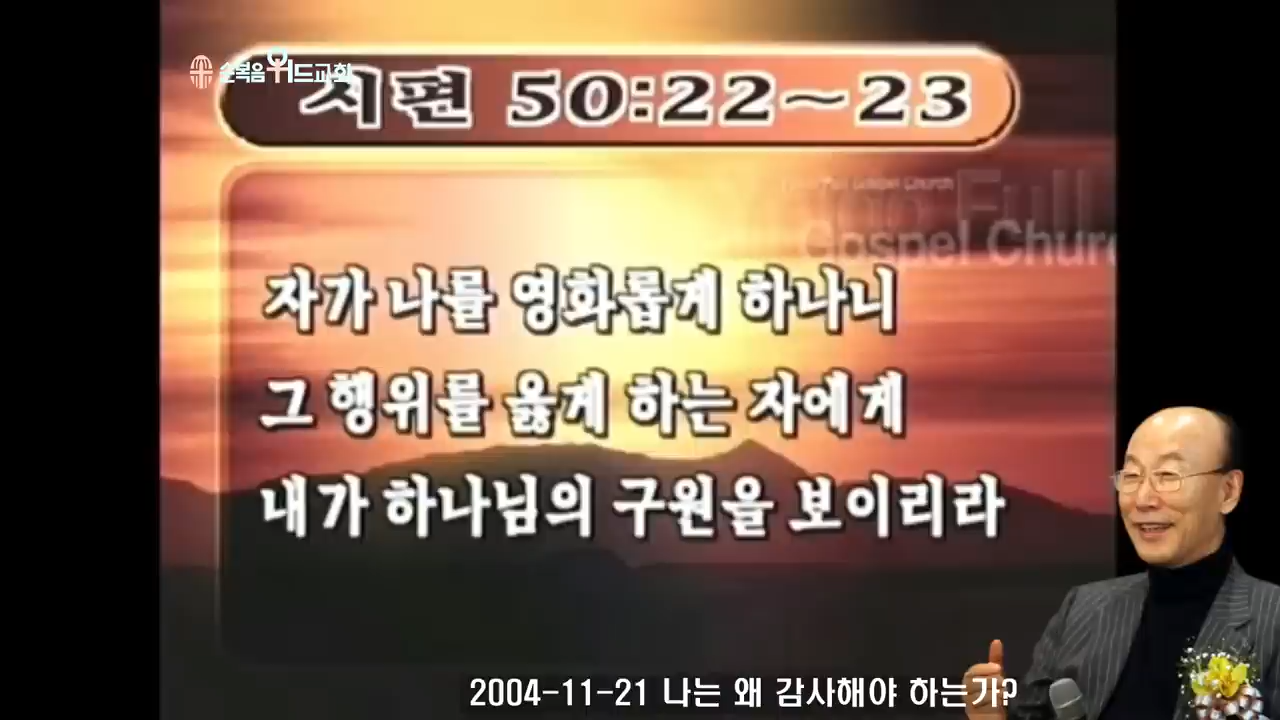 순복음위드교회
시편 50:22~23
Full Gospel Church
Full
Gospel Churc
자가 나를 영화롭게 하나니
그 행위를 옳게 하는 자에게
내가 하나님의 구원을 보이리라
2004-11-21 나는 왜 감사해야 하는가?